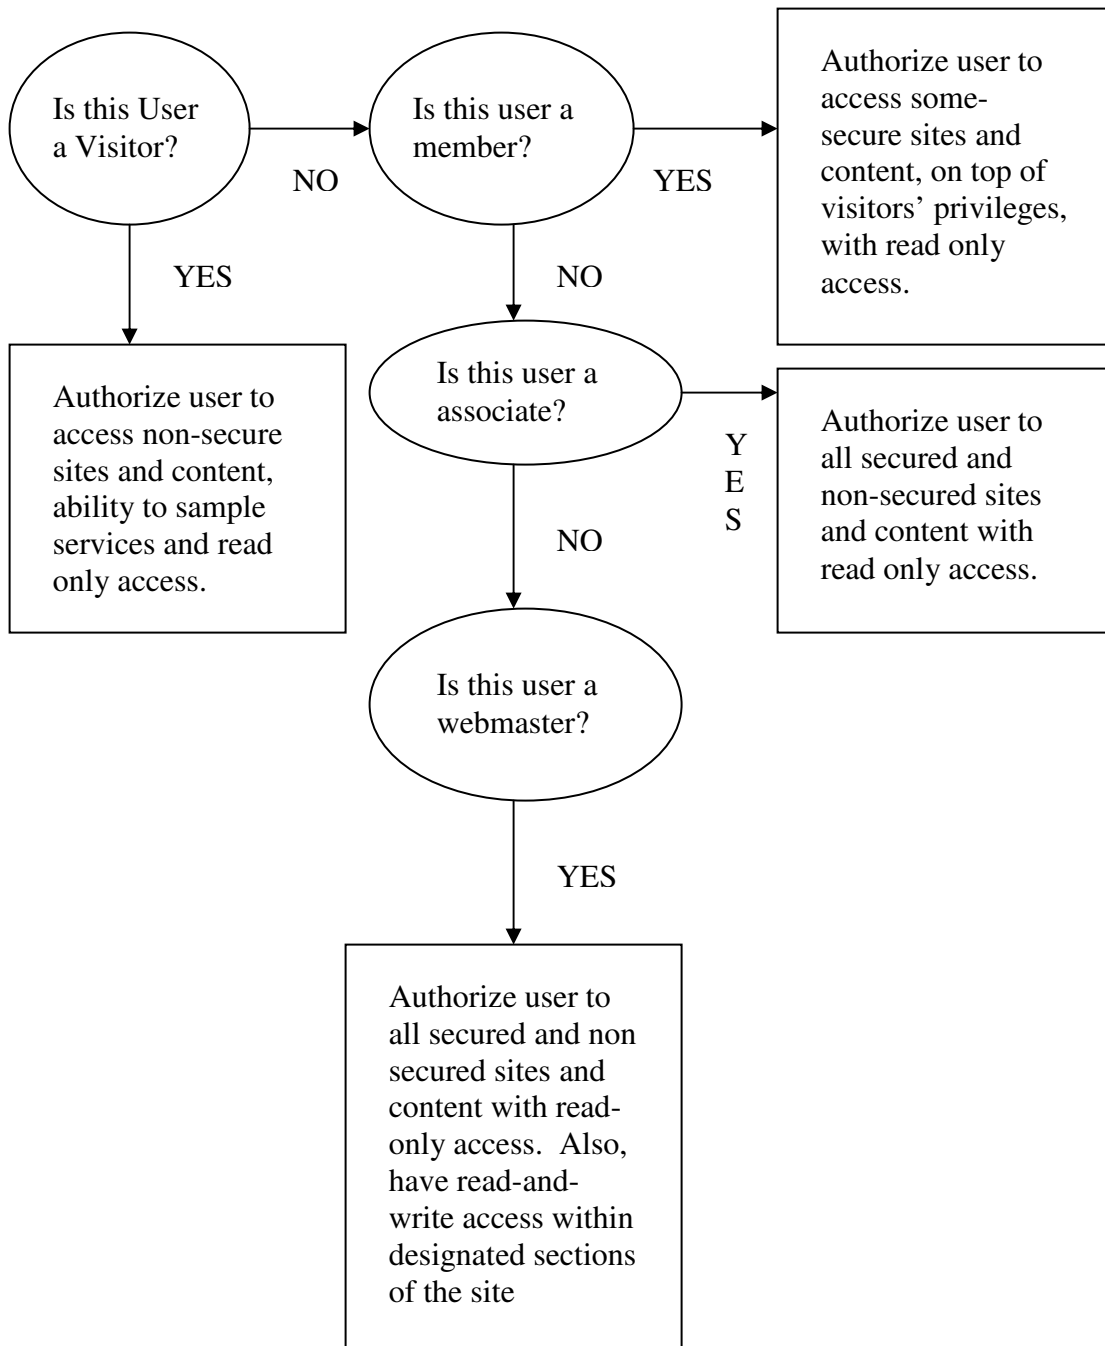 Is this User
a Visitor?
NO
Is this user a
member?
YES
Authorize user to
access some-
secure sites and
content, on top of
visitors’ privileges,
with read only
access.
YES
NO
Authorize user to
access non-secure
sites and content,
ability to sample
services and read
only access.
Is this user a
associate?
Y
E
S
Authorize user to
all secured and
non-secured sites
and content with
read only access.
NO
Is this user a
webmaster?
YES
Authorize user to
all secured and non
secured sites and
content with read-
only access.  Also,
have read-and-
write access within
designated sections
of the site